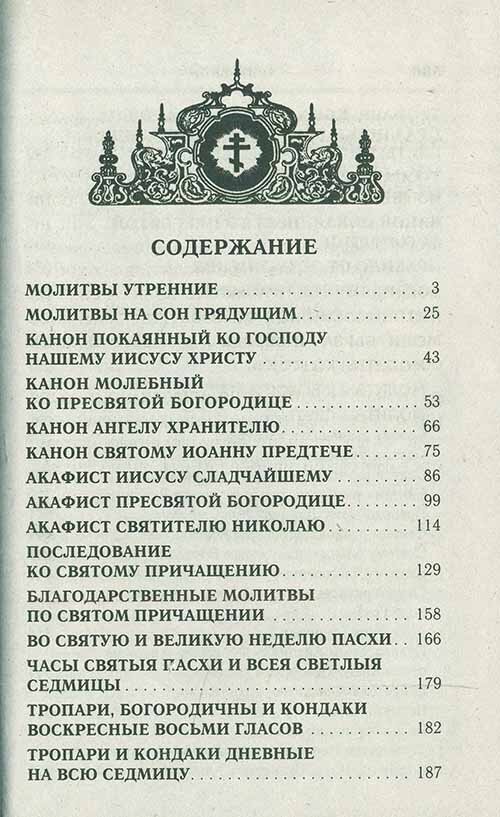 СОДЕРЖАНИЕ
МОЛИТВЫ УТРЕННИЕ . . . . . . . . . . . . . . . . . . . . . 3
МОЛИТВЫ НА СОН ГРЯДУЩИМ . . . . . . . . . . . . 25
КАНОН ПОКАЯННЫЙ КО ГОСПОДУ
НАШЕМУ ИИСУСУ ХРИСТУ . . . . . . . . . . . . . . . . 43
КАНОН МОЛЕБНЫЙ
КО ПРЕСВЯТОЙ БОГОРОДИЦЕ . . . . . . . . . . . . 53
КАНОН АНГЕЛУ ХРАНИТЕЛЮ . . . . . . . . . . . . . 66
КАНОН СВЯТОМУ ИОАННУ ПРЕДТЕЧЕ . . . . . 75
АКАФИСТ ИИСУСУ СЛАДЧАЙШЕМУ . . . . . . . . 86
АКАФИСТ ПРЕСВЯТОЙ БОГОРОДИЦЕ . . . . . . 99
АКАФИСТ СВЯТИТЕЛЮ НИКОЛАЮ . . . . . . . . 114
ПОСЛЕДОВАНИЕ
КО СВЯТОМУ ПРИЧАЩЕНИЮ . . . . . . . . . . . . . 129
БЛАГОДАРСТВЕННЫЕ МОЛИТВЫ
ПО СВЯТОМ ПРИЧАЩЕНИИ . . . . . . . . . . . . . . 158
ВО СВЯТУЮ И ВЕЛИКУЮ НЕДЕЛЮ ПАСХИ . . 166
ЧАСЫ СВЯТЫЯ ПАСХИ И ВСЕЯ СВЕТЛЫЯ
СЕДМИЦЫ . . . . . . . . . . . . . . . . . . . . . . . . . . 179
ТРОПАРИ, БОГОРОДИЧНЫ И КОНДАКИ
ВОСКРЕСНЫЕ ВОСЬМИ ГЛАСОВ . . . . . . . . . . 182
ТРОПАРИ И КОНДАКИ ДНЕВНЫЕ
НА ВСЮ СЕДМИЦУ . . . . . . . . . . . . . . . . . . . . 187